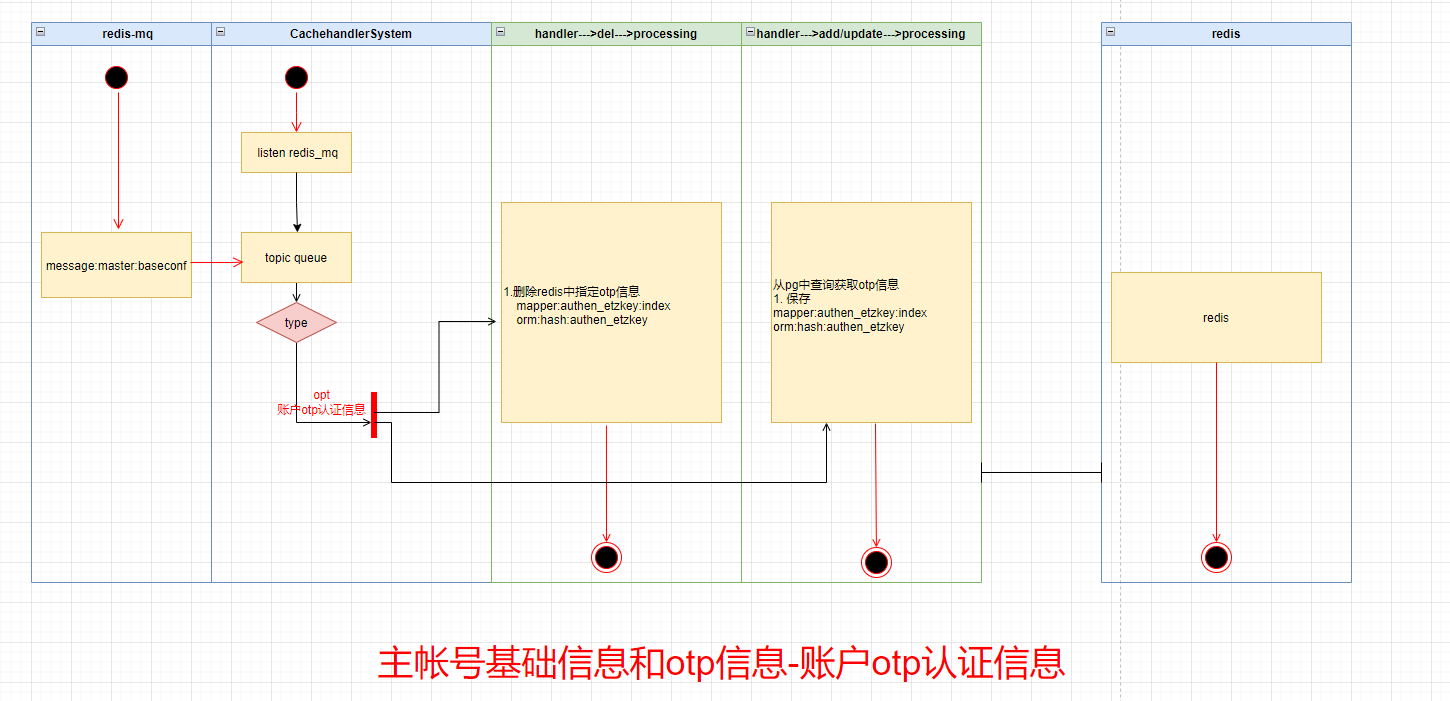 redis-mq
CachehandlerSystem
handler--->del--->processing
handler--->add/update--->processing
redis
listen redis_mq
message:master:baseconf
topic queue
type
opt
账户otp认证信息
1.删除redis中指定otp信息
mapper:authen_etzkey:index
orm:hash:authen_etzkey
从pg中查询获取otp信息
1. 保存
mapper:authen_etzkey:index
orm:hash:authen_etzkey
redis
主帐号基础信息和otp信息-账户otp认证信息